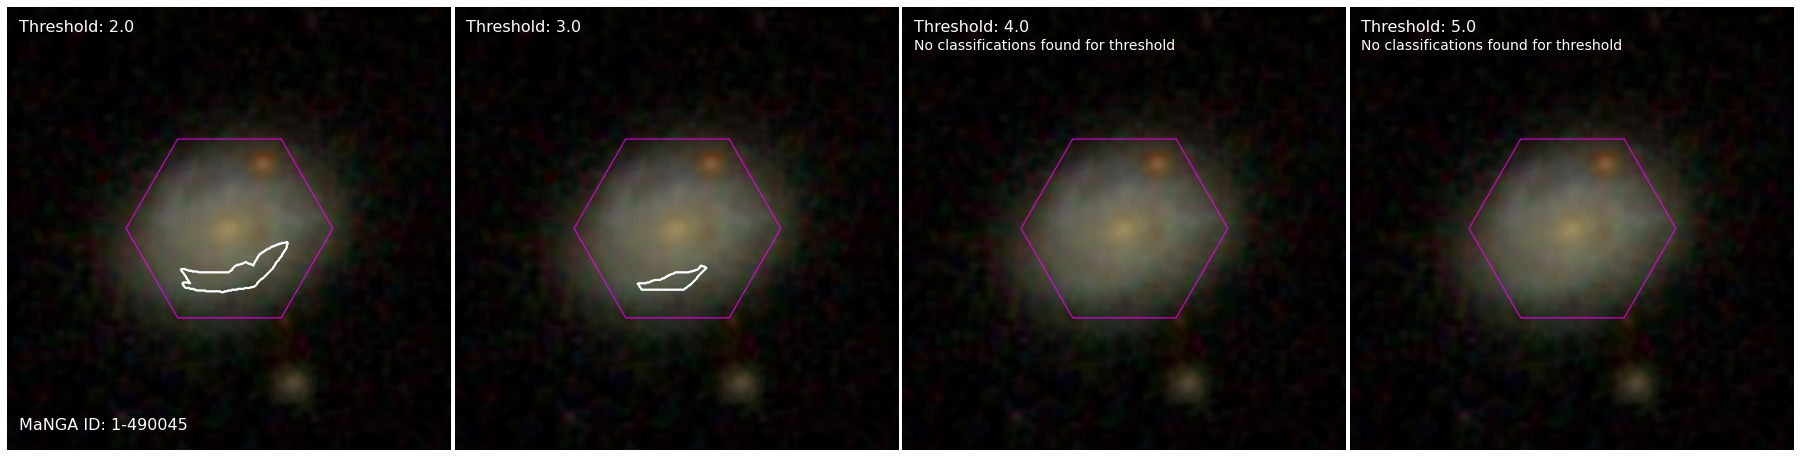 Threshold: 2.0
MaNGA ID: 1-490045
Threshold: 3.0
Threshold: 4.0
No classifications found for threshold
Threshold: 5.0
No classifications found for threshold